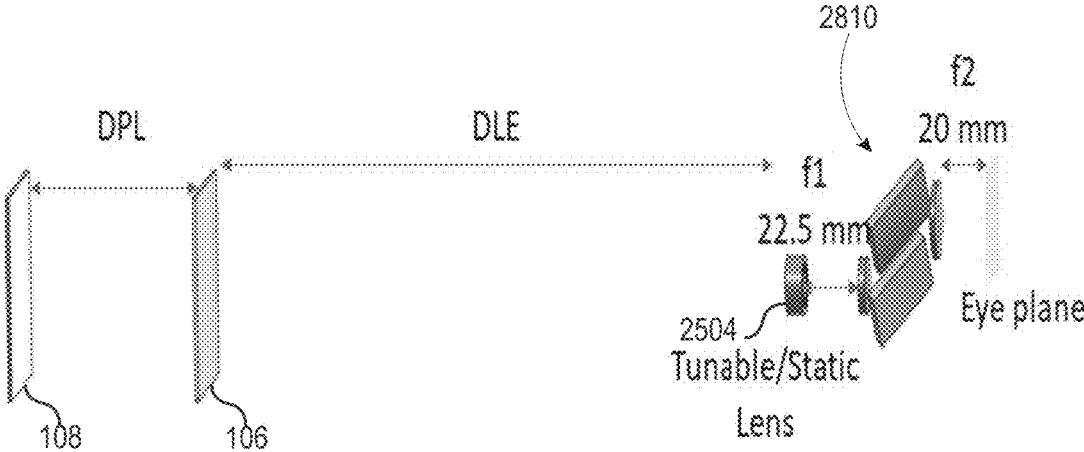 2810
f2
20 mm
DPL
DLE
f1
22.5 mm
Eye plane
2504
Tunable/Static
Lens
108
106